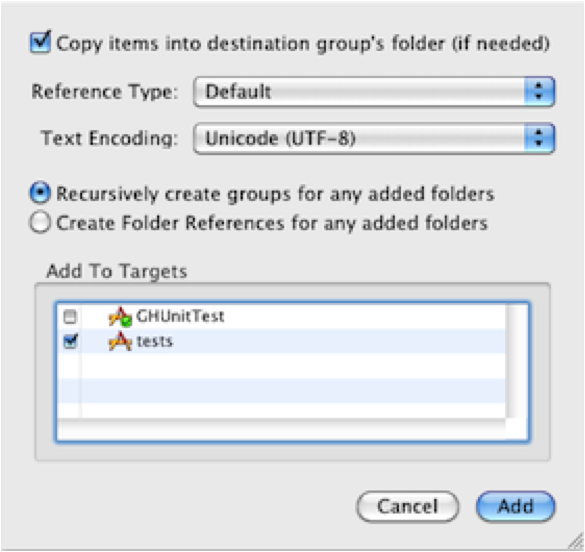 Copy items into destination group's folder (if needed)
Reference Type: Default
Text Encoding: Unicode (UTF-8)
Recursively create groups for any added folders
Create Folder References for any added folders
Add To Targets
GHUnitTest
tests
Cancel Add